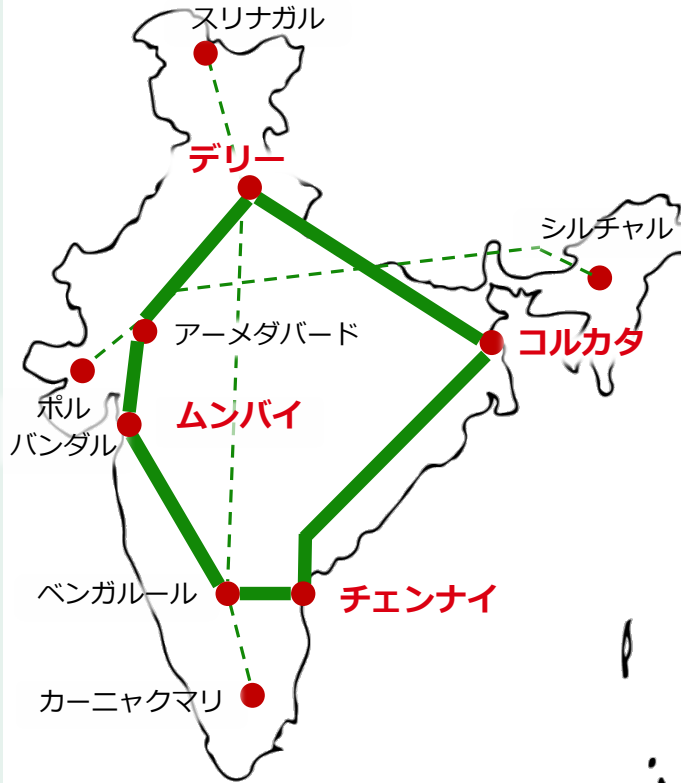 スリナガル
デリー
シルチャル
アーメダバード
コルカタ
ポル
バンダル
ムンバイ
ベンガルール
チェンナイ
カーニャクマリ